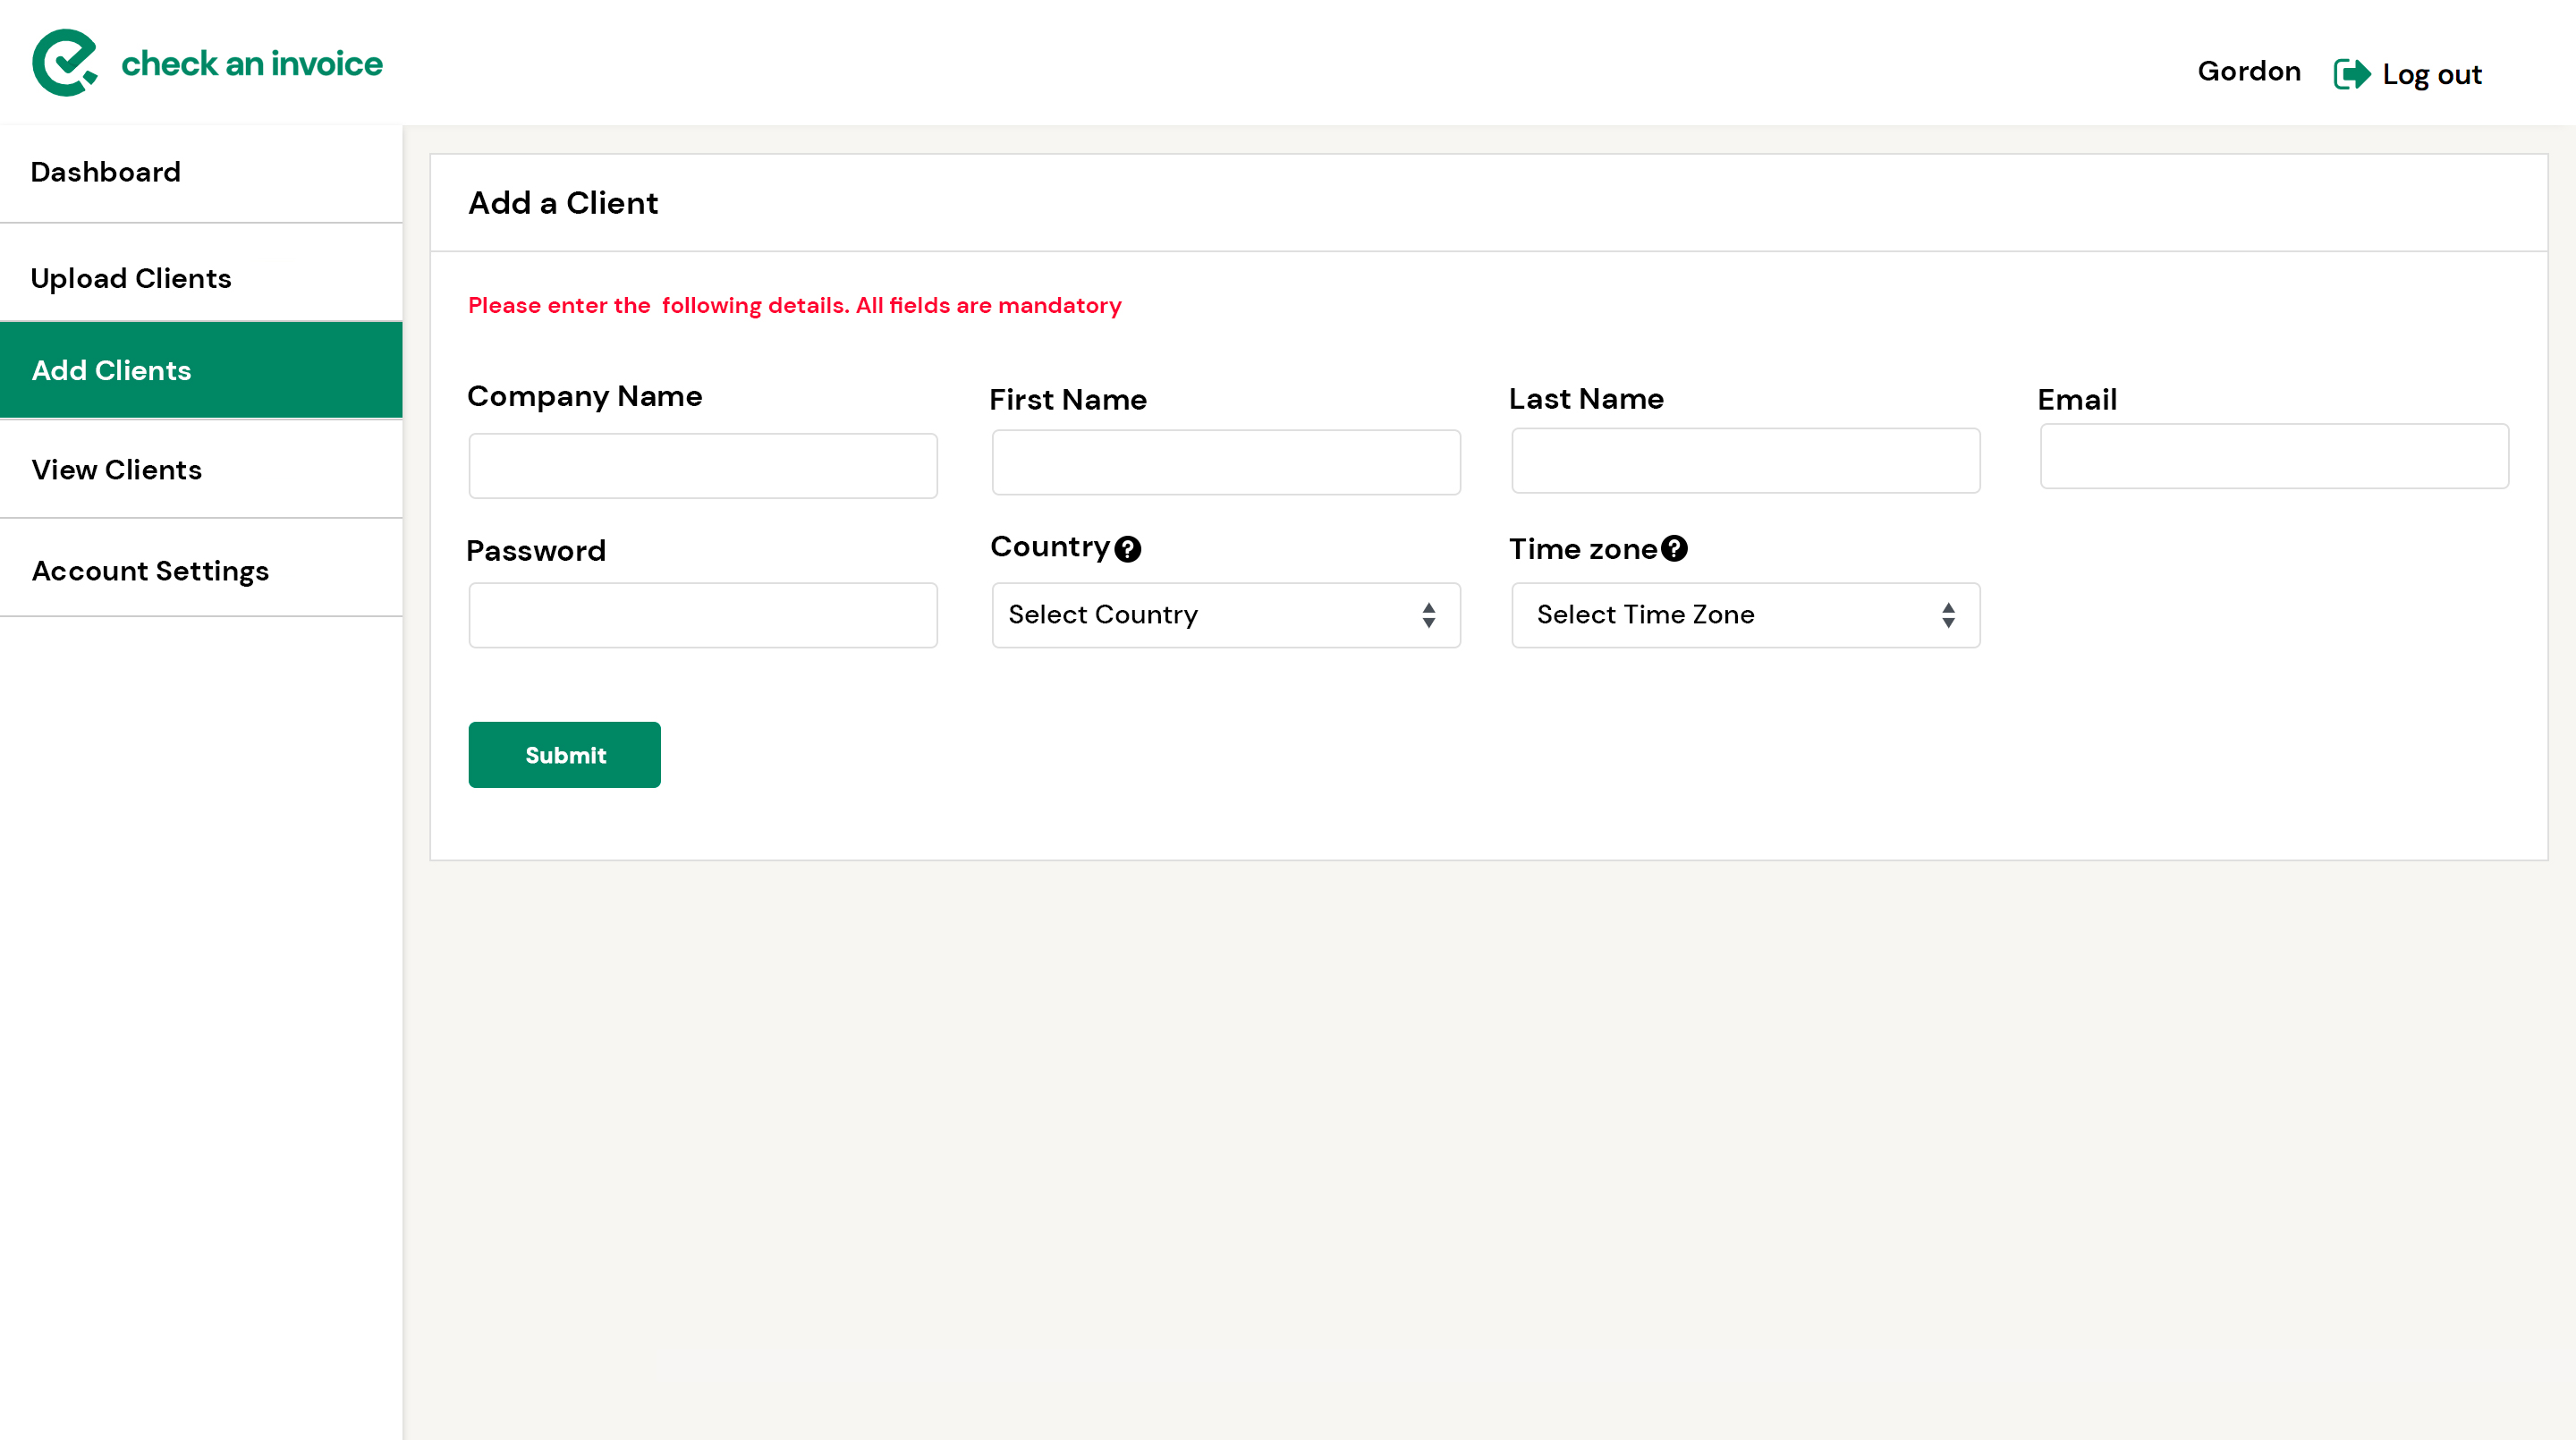 check an invoice
Gordon
Log out
Dashboard
Upload Clients
Add Clients
View Clients
Account Settings
Add a Client
Please enter the  following details. All fields are mandatory
Company Name
First Name
Last Name
Email
Password
Country
Time zone
Select Country
Select Time Zone
Submit